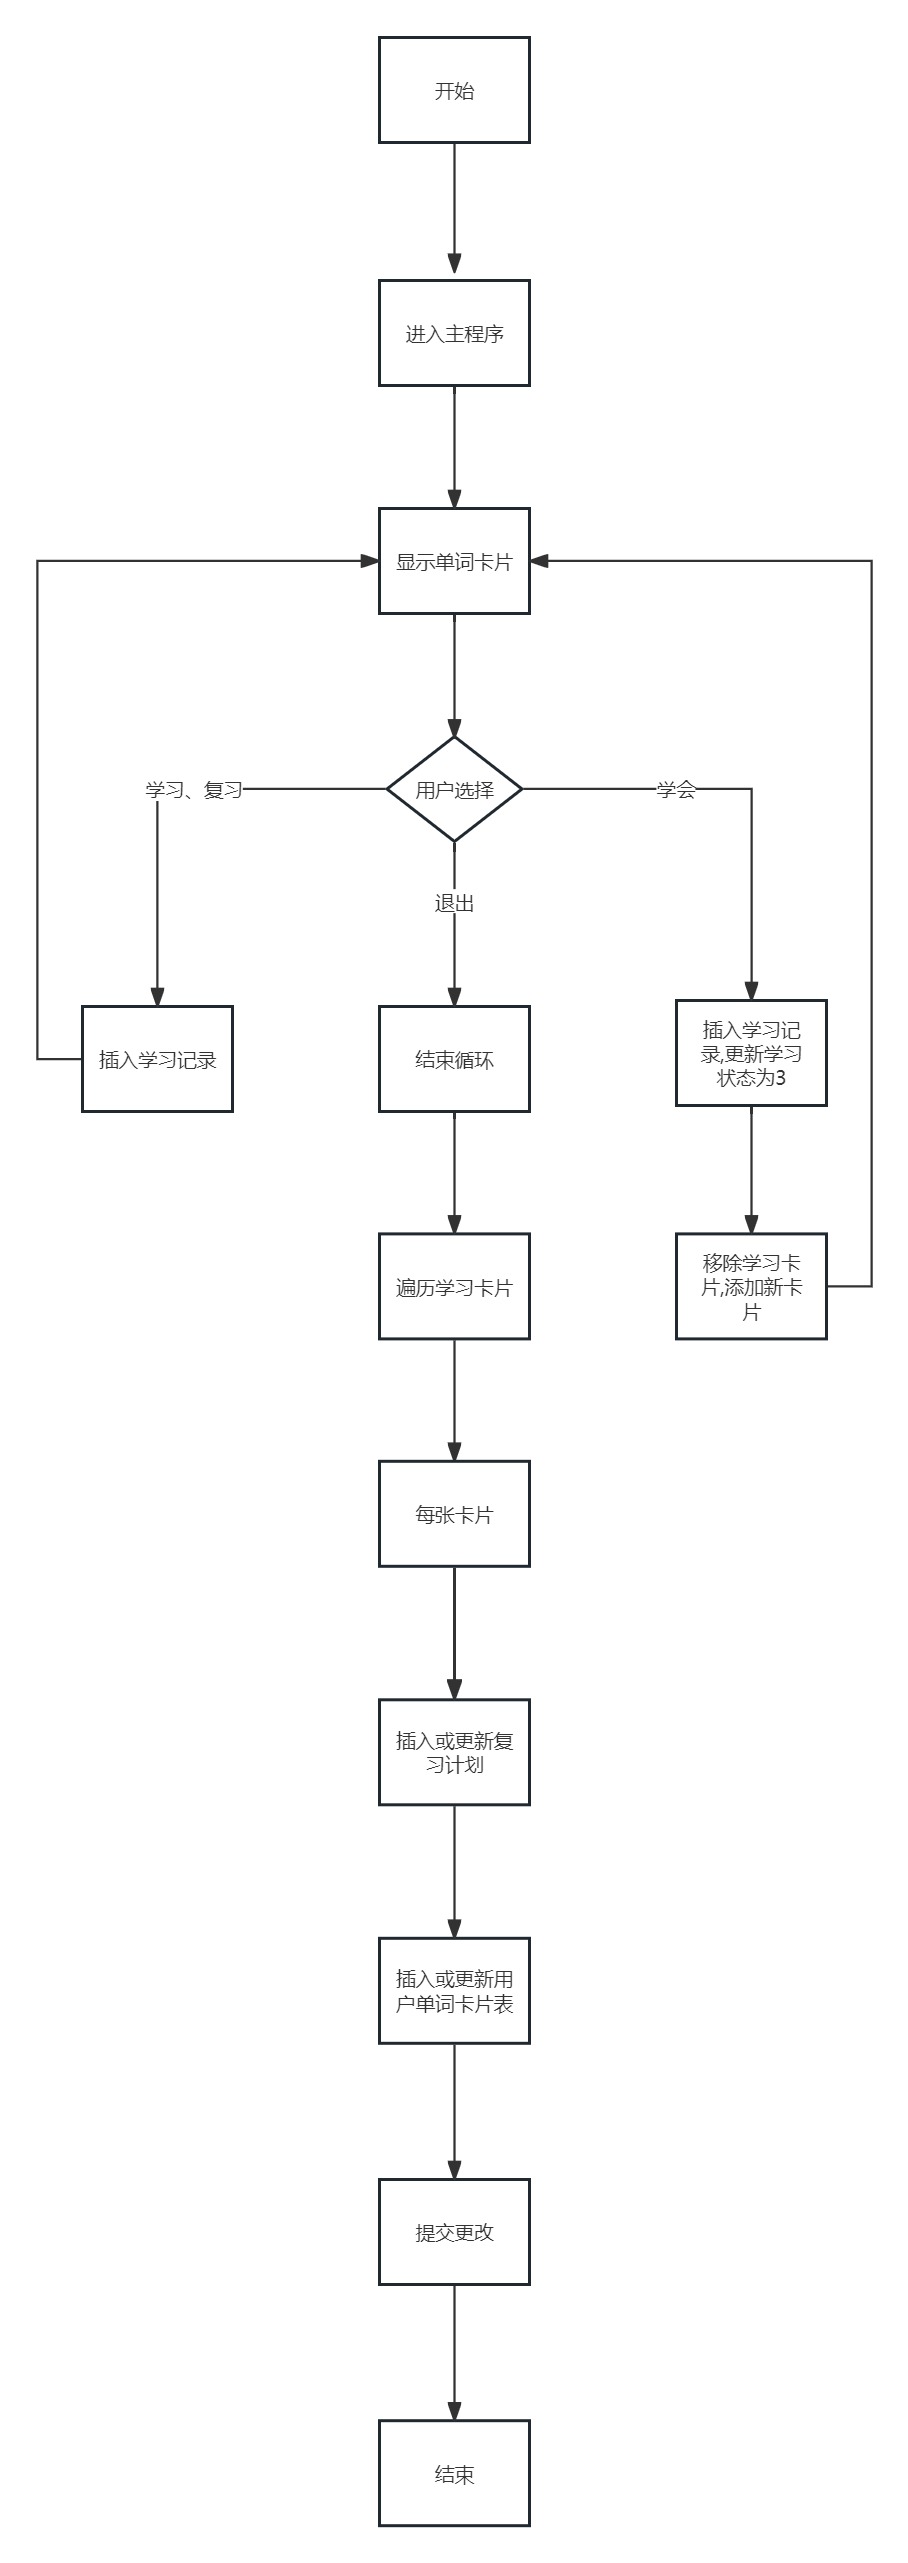 开始
进入主程序
显示单词卡片
学习、复习
用户选择
学会
退出
插入学习记录
结束循环
插入学习记
录,更新学习
状态为3
遍历学习卡片
移除学习卡
片,添加新卡
片
每张卡片
插入或更新复
习计划
插入或更新用
户单词卡片表
提交更改
结束